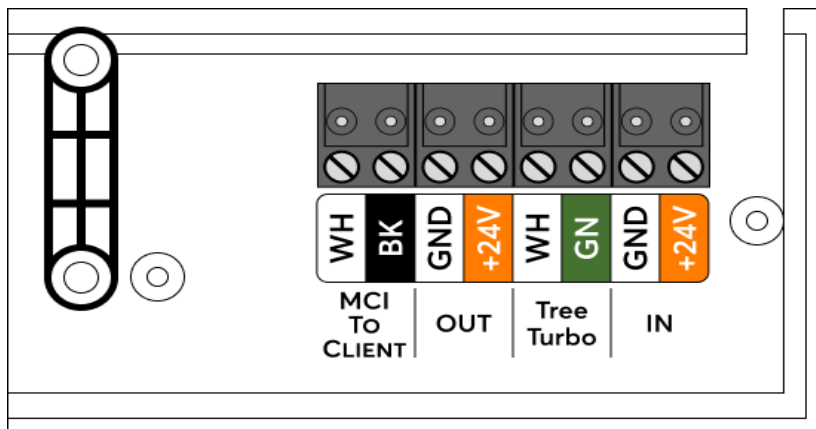 WH BK GND +24V WH GN GND +24V
MCI
TO
CLIENT
OUT
Tree
Turbo
IN